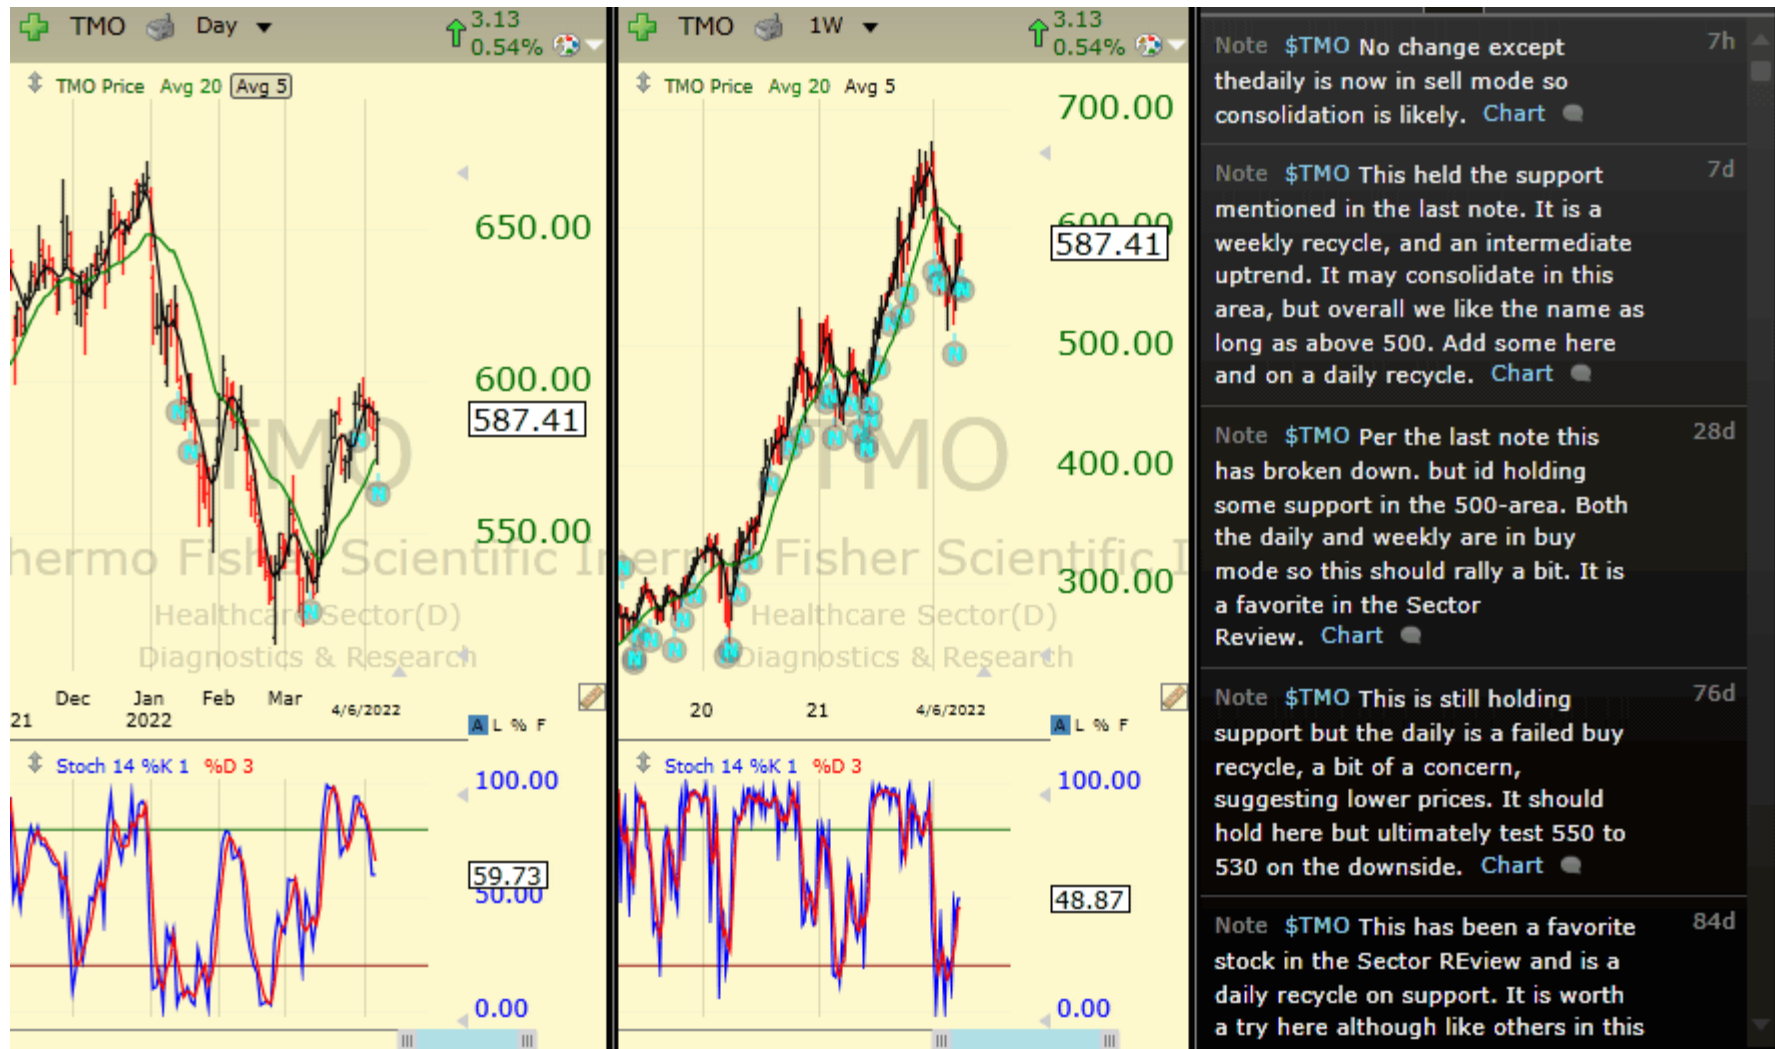 TMO Day
3.13
0.54%
TMO Price Avg 20 Avg 5
650.00
600.00
587.41
550.00
TMO
hermo Fisher Scientific I
Healthcare Sector(D)
Diagnostics & Research
Dec Jan Feb Mar 4/6/2022
21 2022
A L % F
Stoch 14 %K 1 %D 3
100.00
59.73
50.00
0.00
TMO 1W
3.13
0.54%
TMO Price Avg 20 Avg 5
700.00
600.00
587.41
500.00
400.00
300.00
TMO
Fisher Scientific I
Healthcare Sector(D)
Diagnostics & Research
20 21 4/6/2022
A L % F
Stoch 14 %K 1 %D 3
100.00
48.87
0.00
Note $TMO No change except 7h
thedaily is now in sell mode so
consolidation is likely. Chart
Note $TMO This held the support 7d
mentioned in the last note. It is a
weekly recycle, and an intermediate
uptrend. It may consolidate in this
area, but overall we like the name as
long as above 500. Add some here
and on a daily recycle. Chart
Note $TMO Per the last note this 28d
has broken down. but id holding
some support in the 500-area. Both
the daily and weekly are in buy
mode so this should rally a bit. It is
a favorite in the Sector
Review. Chart
Note $TMO This is still holding 76d
support but the daily is a failed buy
recycle, a bit of a concern,
suggesting lower prices. It should
hold here but ultimately test 550 to
530 on the downside. Chart
Note $TMO This has been a favorite 84d
stock in the Sector REview and is a
daily recycle on support. It is worth
a try here although like others in this